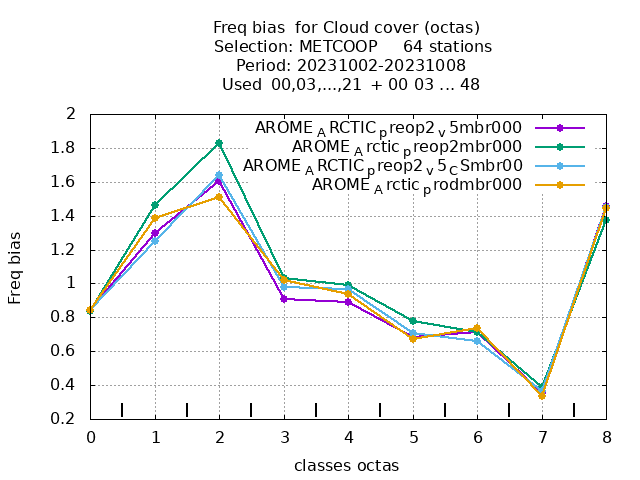 Freq bias for Cloud cover (octas)
Selection: METCOOP 64 stations
Period: 20231002-20231008
Used 00,03,...,21 + 00 03 ... 48
AROME_ARCTIC_preop2_v5mbr000
AROME_Arctic_preop2mbr000
AROME_ARCTIC_preop2_v5_CSmbr00
AROME_Arctic_prodmbr000
2
1.8
1.6
1.4
1.2
1
0.8
0.6
0.4
0.2
Freq bias
0 1 2 3 4 5 6 7 8
classes octas